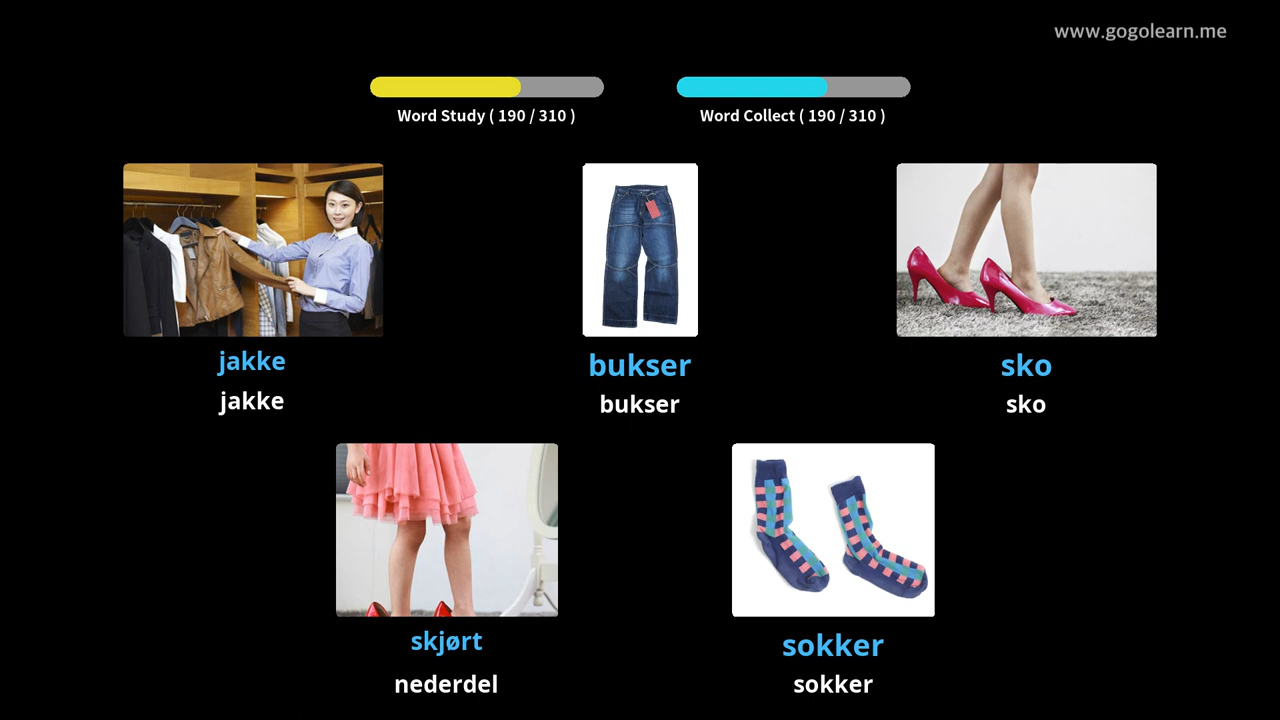 www.gogolearn.me
Word Study ( 190 / 310 )
Word Collect ( 190 / 310 )
jakke
jakke
bukser
bukser
sko
sko
skjørt
nederdel
sokker
sokker